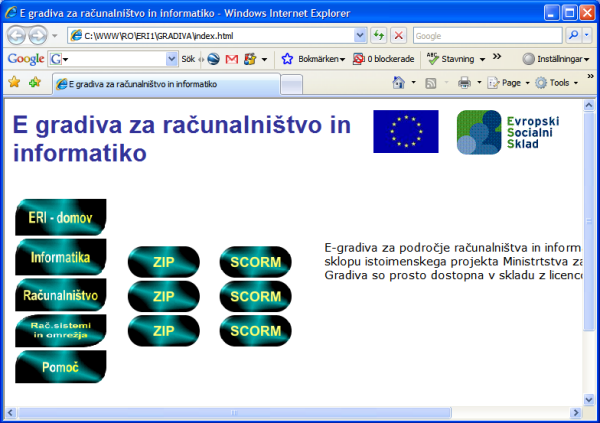 E gradiva za računalništvo in informatiko - Windows Internet Explorer
C:\WWW\RO\ERI1\GRADIVA\index.html
Google
Google G Sök M Bokmärken 0 blockerade ABC Stavning » Inställningar
E gradiva za računalništvo in informatiko » Page Tools »
E gradiva za računalništvo in
informatiko
Evropski
Socialni
Sklad
ERI - domov
Informatika ZIP SCORM
Računalništvo ZIP SCORM
Rač.sistemi
in omrežja ZIP SCORM
Pomoč
E-gradiva za področje računalništva in inform
sklopu istoimenskega projekta Ministrtstva za
Gradiva so prosto dostopna v skladu z licenco